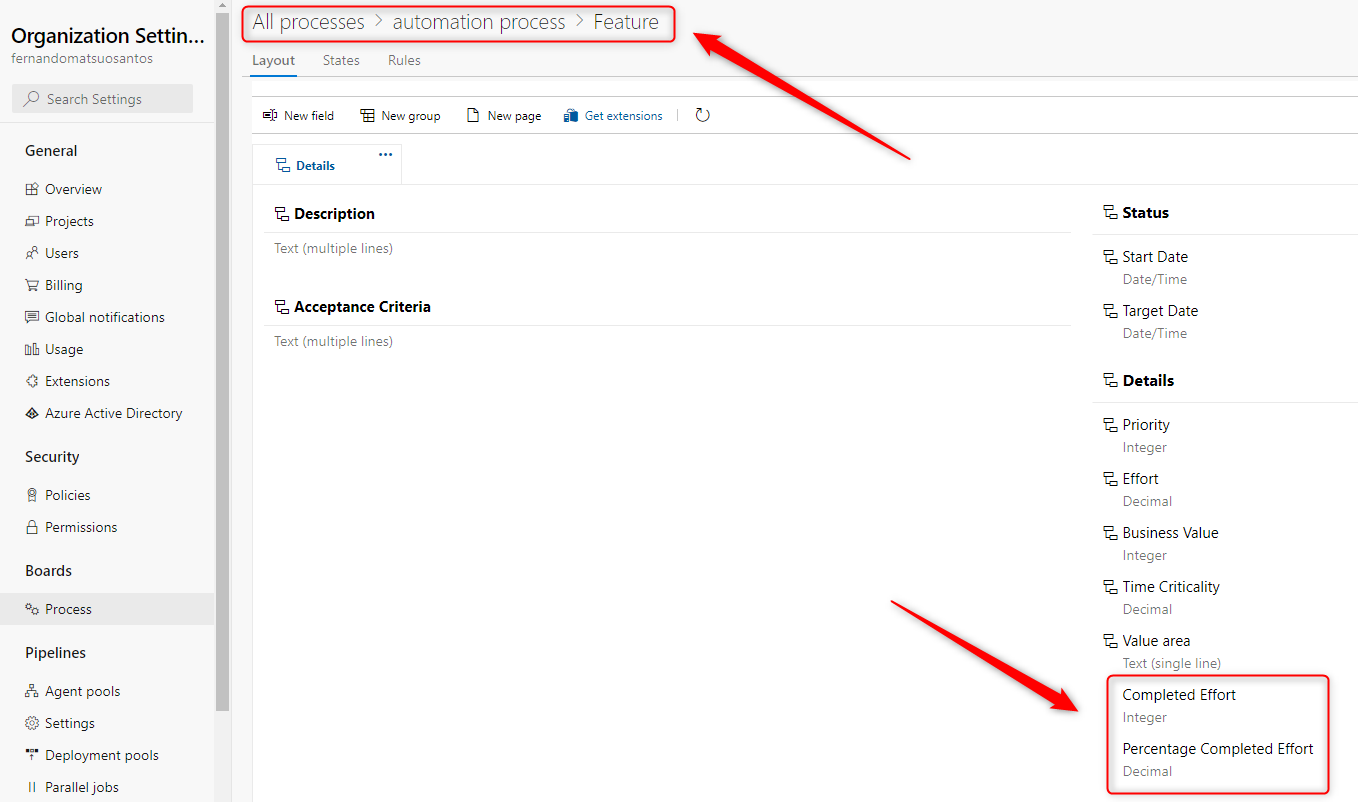 Organization Settin...
fernandomatsuosantos
Search Settings
General
Overview
Projects
Users
Billing
Global notifications
Usage
Extensions
Azure Active Directory
Security
Policies
Permissions
Boards
Process
Pipelines
Agent pools
Settings
Deployment pools
Parallel jobs
All processes > automation process > Feature
Layout States Rules
New field New group New page Get extensions
Details
Description
Text (multiple lines)
Acceptance Criteria
Text (multiple lines)
Status
Start Date
Date/Time
Target Date
Date/Time
Details
Priority
Integer
Effort
Decimal
Business Value
Integer
Time Criticality
Decimal
Value area
Text (single line)
Completed Effort
Integer
Percentage Completed Effort
Decimal